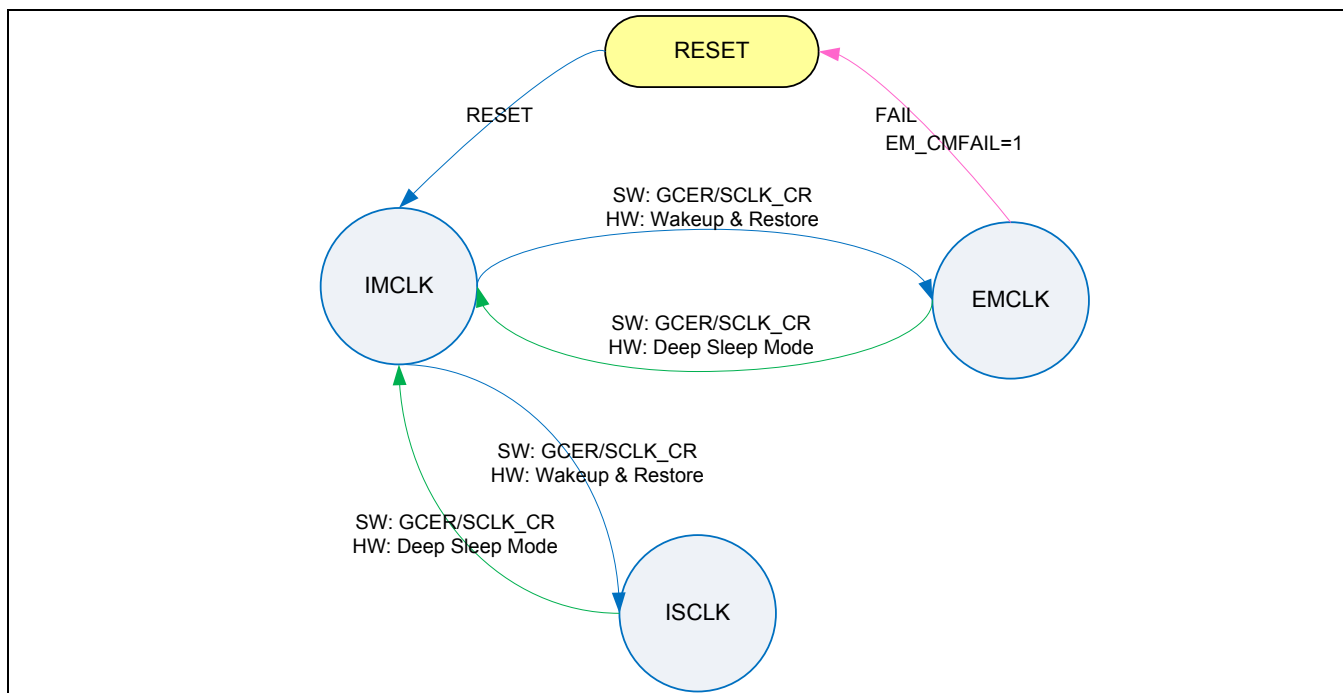 RESET
RESET
FAIL
EM_CMFAIL=1
SW: GCER/SCLK_CR
HW: Wakeup & Restore
IMCLK
EMCLK
SW: GCER/SCLK_CR
HW: Deep Sleep Mode
SW: GCER/SCLK_CR
HW: Wakeup & Restore
SW: GCER/SCLK_CR
HW: Deep Sleep Mode
ISCLK